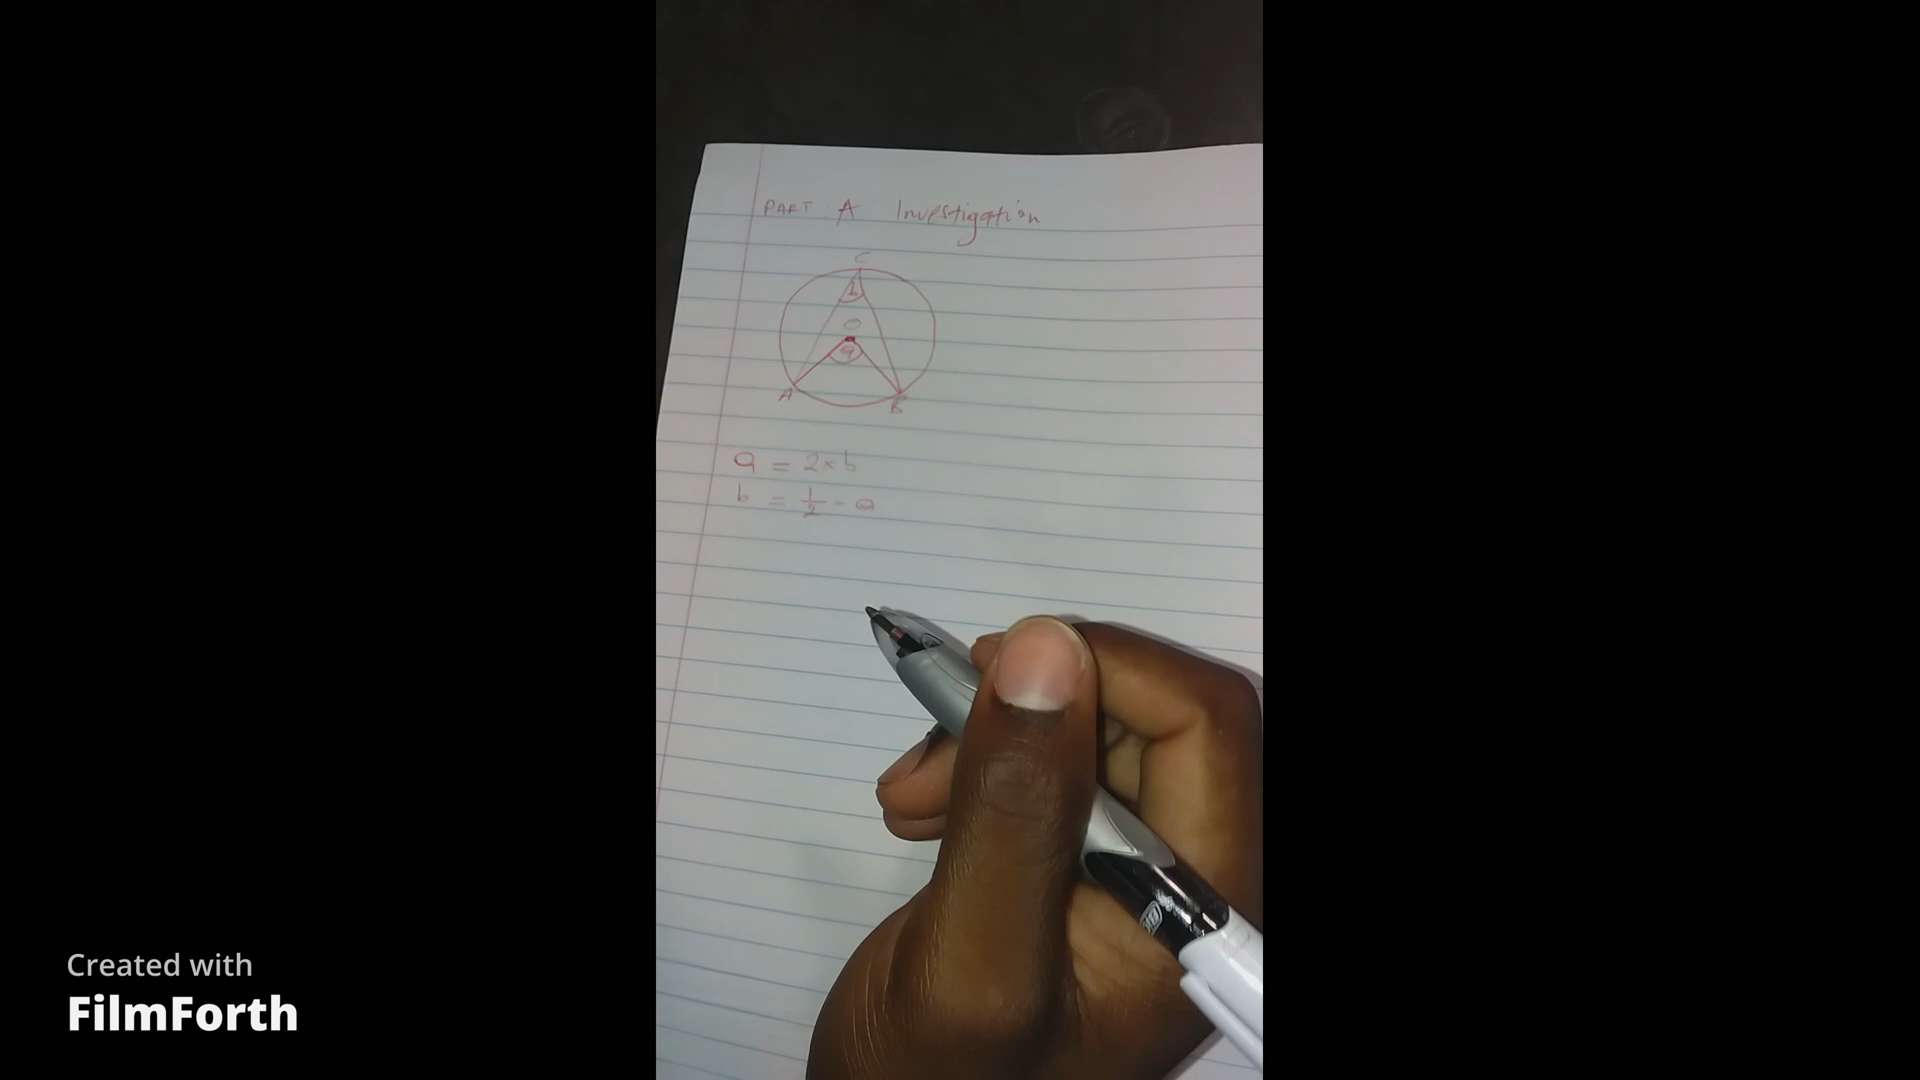 PART : A Investigation
C
b
O
a
A
B
a = 2 × b
b = 1/2 - a
Created with
FilmForth